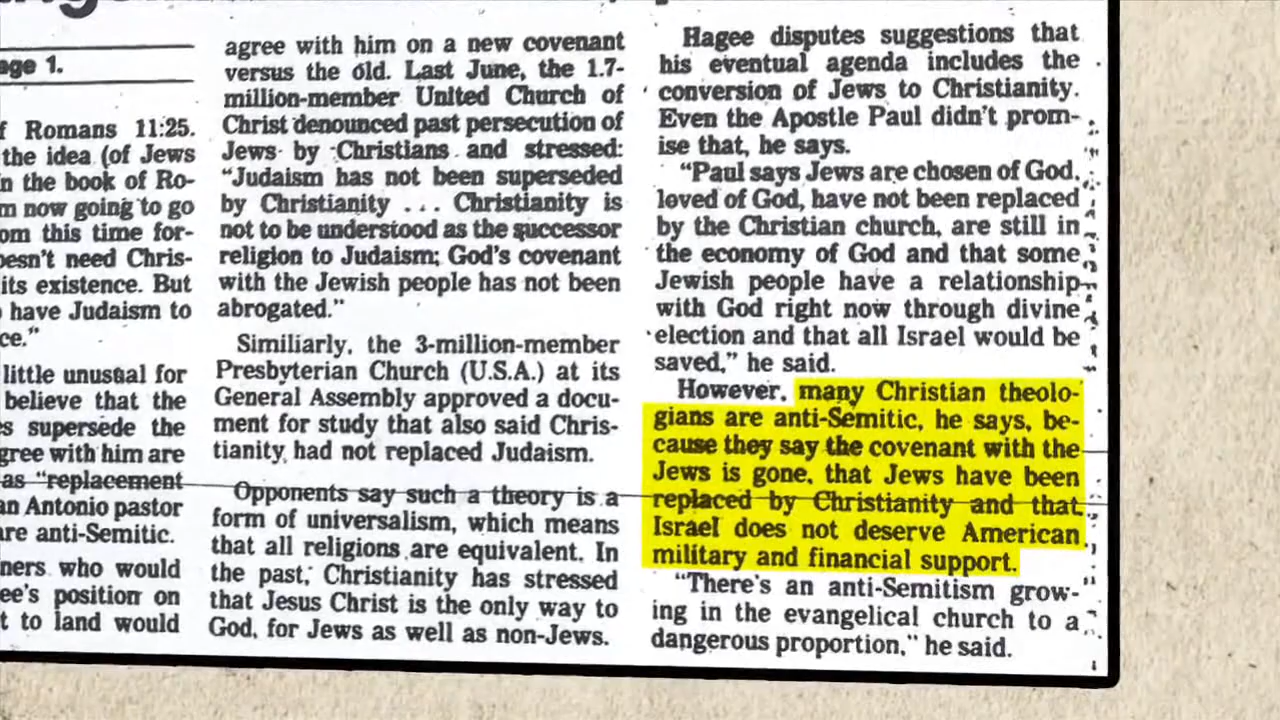 age 1.
f Romans 11:25.
the idea (of Jews
n the book of Ro-
m now going to go
om this time for-
oesn't need Chris-
its existence. But
have Judaism to
ce."
little unusual for
believe that the
es supersede the
gree with him are
as "replacement
an Antonio pastor
are anti-Semitic.
ners who would
ee's position on
t to land would
agree with him on a new covenant
versus the old. Last June, the 1.7-
million-member United Church of
Christ denounced past persecution of
Jews by Christians and stressed:
"Judaism has not been superseded
by Christianity ... Christianity is
not to be understood as the successor
religion to Judaism; God's covenant
with the Jewish people has not been
abrogated."
Similiarly, the 3-million-member
Presbyterian Church (U.S.A.) at its
General Assembly approved a docu-
ment for study that also said Chris-
tianity had not replaced Judaism.
Opponents say such a theory is a
form of universalism, which means
that all religions are equivalent. In
the past, Christianity has stressed
that Jesus Christ is the only way to
God, for Jews as well as non-Jews.
Hagee disputes suggestions that
his eventual agenda includes the
conversion of Jews to Christianity.
Even the Apostle Paul didn't prom-
ise that, he says.
"Paul says Jews are chosen of God,
loved of God, have not been replaced
by the Christian church, are still in
the economy of God and that some
Jewish people have a relationship
with God right now through divine
election and that all Israel would be
saved," he said.
However, many Christian theolo-
gians are anti-Semitic, he says, be-
cause they say the covenant with the
Jews is gone, that Jews have been
replaced by Christianity and that
Israel does not deserve American
military and financial support.
"There's an anti-Semitism grow-
ing in the evangelical church to a
dangerous proportion," he said.